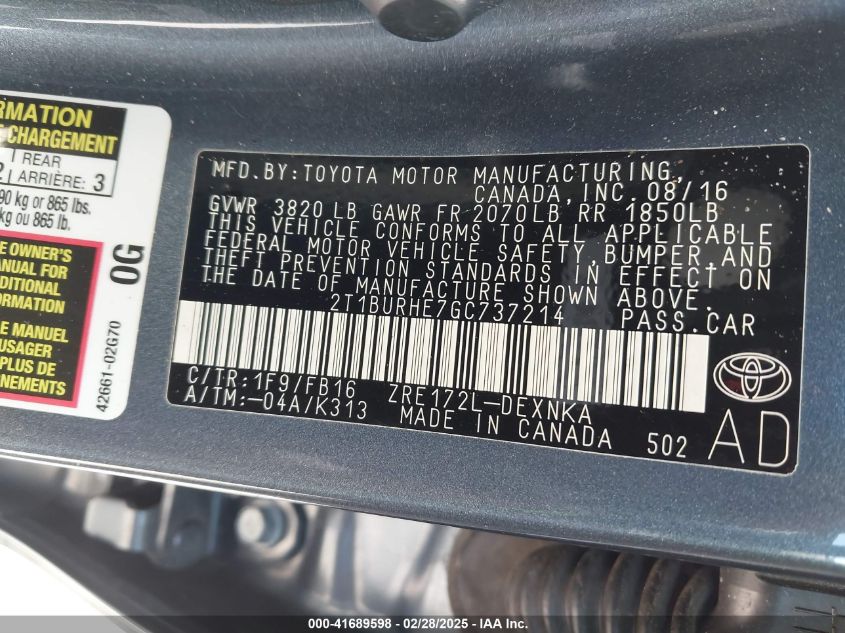 RMATION
CHARGEMENT
REAR
ARRIÈRE: 3
90 kg or 865 lbs.
kg ou 865 lb.
E OWNER'S
ANUAL FOR
DDITIONAL
FORMATION
LE MANUEL
USAGER
PLUS DE
NEMENTS
42661-02G70
0G
MFD.BY:TOYOTA MOTOR MANUFACTURING,
CANADA,INC.08/16
GVWR 3820 LB GAWR FR 2070LB RR 1850LB
THIS VEHICLE CONFORMS TO ALL APPLICABLE
FEDERAL MOTOR VEHICLE SAFETY,BUMPER,AND
THEFT PREVENTION STANDARDS IN EFFECT ON
THE DATE OF MANUFACTURE SHOWN ABOVE.
2T1BURHE7GC737214 PASS.CAR
C/TR:1F9/FB16 ZRE172L-DEXNKA
A/TM:-04A/K313 MADE IN CANADA 502
AD
000-41689598 - 02/28/2025 - IAA Inc.